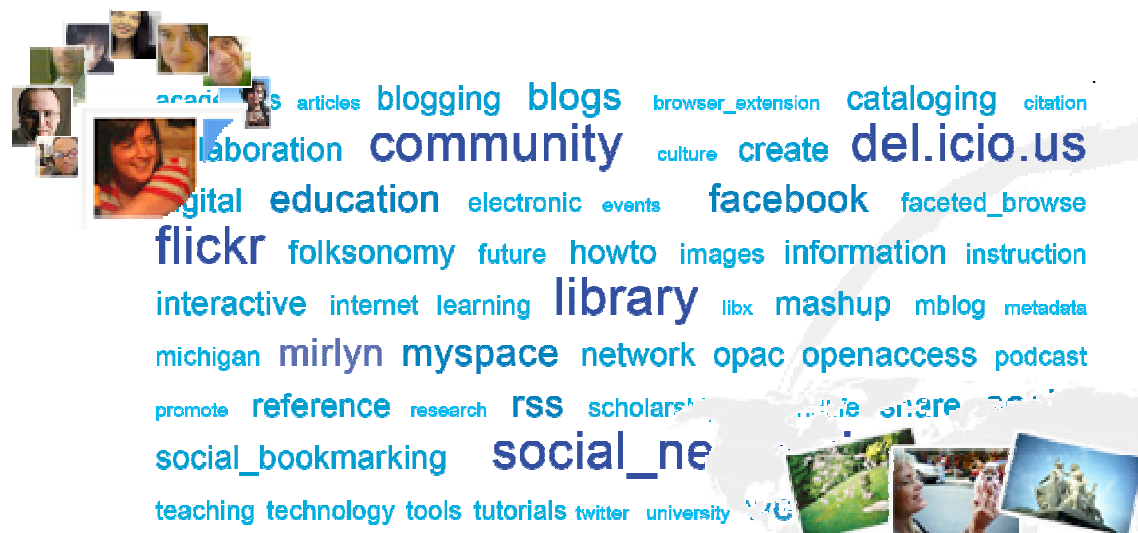 articles blogging blogs browser_extension cataloging citation
community culture create del.icio.us
education electronic events facebook faceted_browse
flickr folksonomy future howto images information instruction
interactive internet learning library libx mashup mblog metadata
michigan mirlyn myspace network opac openaccess podcast
promote reference research rss share
social_bookmarking
teaching technology tools tutorials twitter university